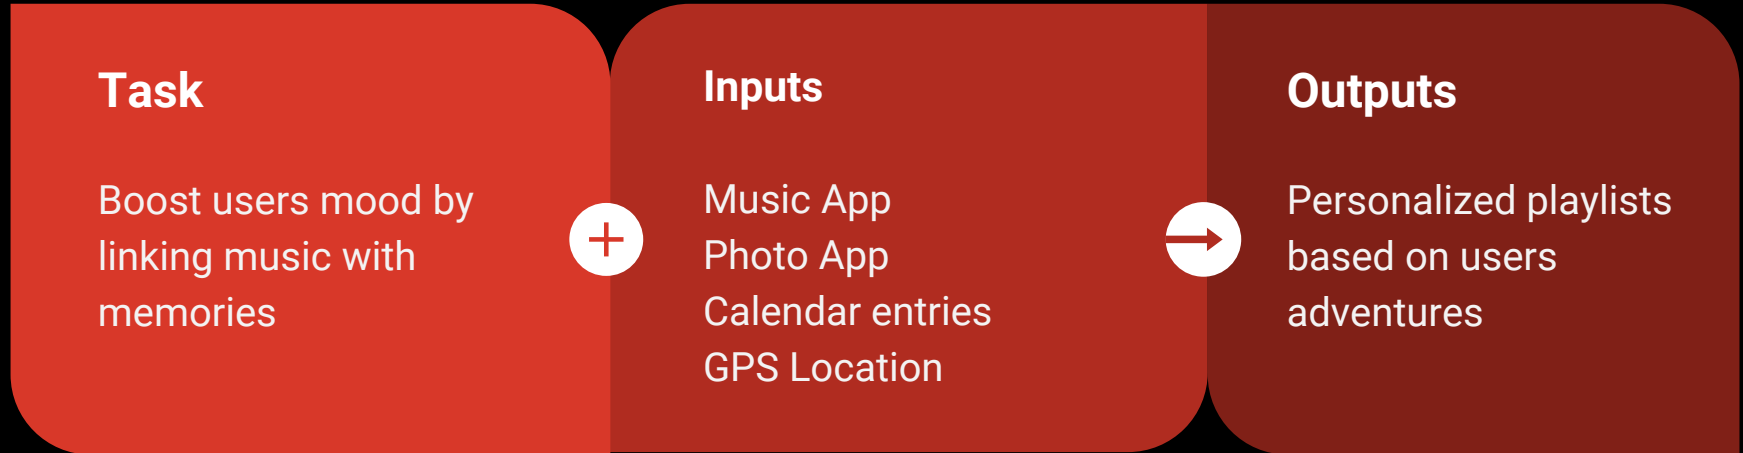 Task
Boost users mood by
linking music with
memories
Inputs
Music App
Photo App
Calendar entries
GPS Location
Outputs
Personalized playlists
based on users
adventures